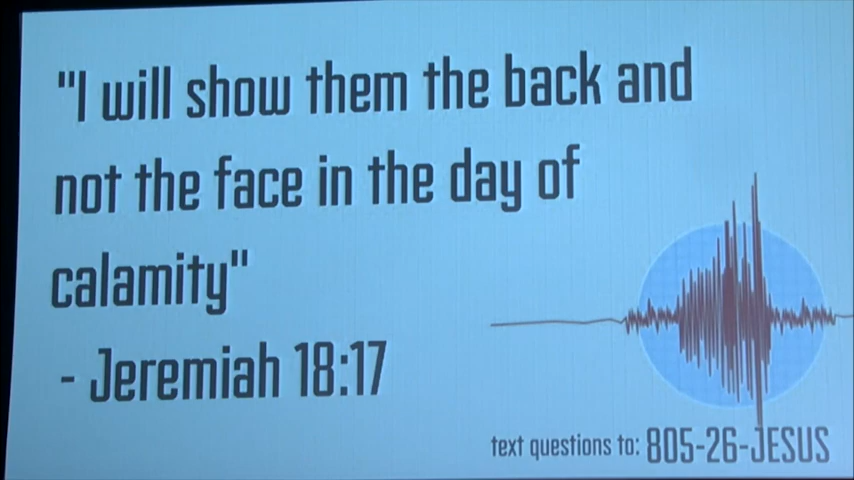 "I will show them the back and
not the face in the day of
calamity"
- Jeremiah 18:17
text questions to: 805-26-JESUS